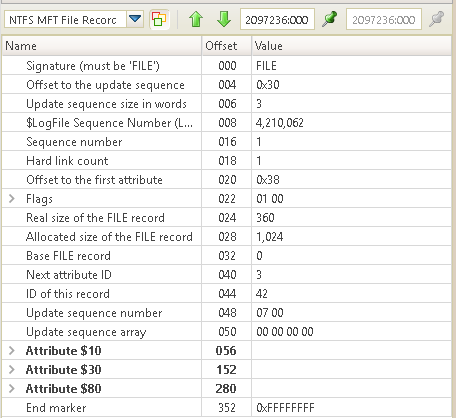 NTFS MFT File Recorc 2097236:000 2097236:000
Name Offset Value
Signature (must be 'FILE') 000 FILE
Offset to the update sequence 004 0x30
Update sequence size in words 006 3
$LogFile Sequence Number (L... 008 4,210,062
Sequence number 016 1
Hard link count 018 1
Offset to the first attribute 020 0x38
Flags 022 01 00
Real size of the FILE record 024 360
Allocated size of the FILE record 028 1,024
Base FILE record 032 0
Next attribute ID 040 3
ID of this record 044 42
Update sequence number 048 07 00
Update sequence array 050 00 00 00 00
Attribute $10 056
Attribute $30 152
Attribute $80 280
End marker 352 0xFFFFFFFF